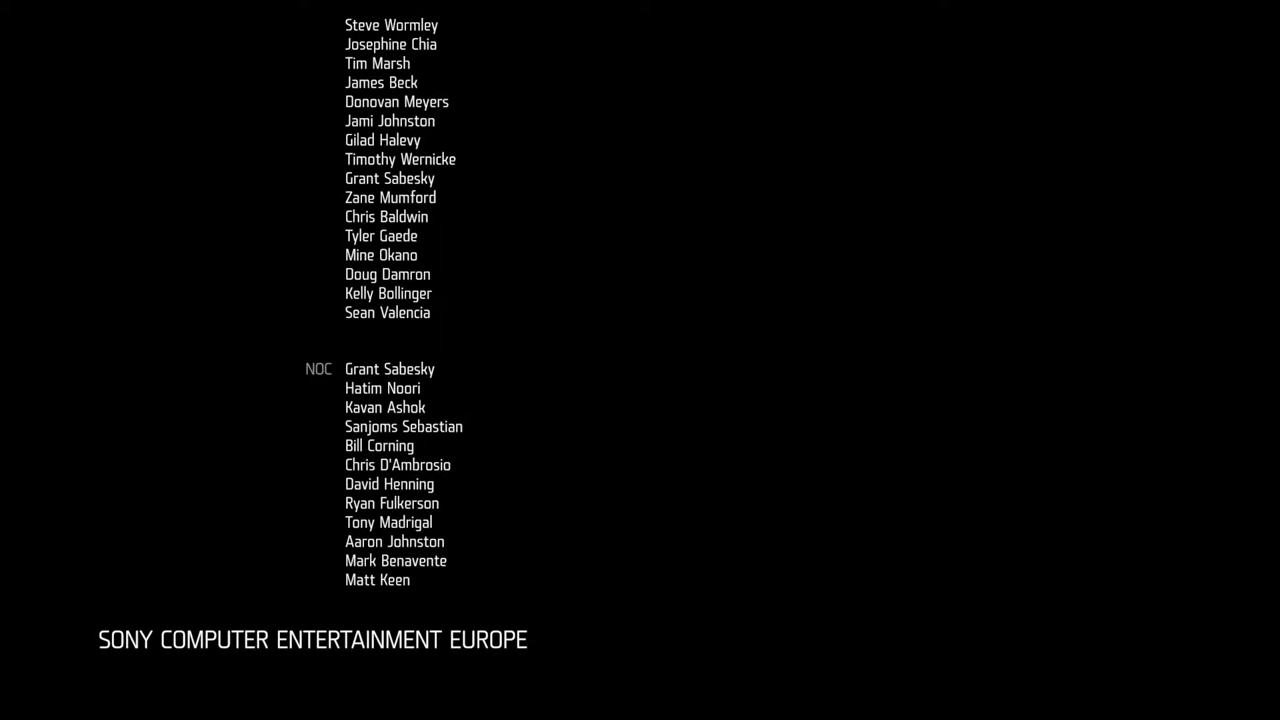 Steve Wormley
Josephine Chia
Tim Marsh
James Beck
Donovan Meyers
Jami Johnston
Gilad Halevy
Timothy Wernicke
Grant Sabesky
Zane Mumford
Chris Baldwin
Tyler Gaede
Mine Okano
Doug Damron
Kelly Bollinger
Sean Valencia
NOC Grant Sabesky
Hatim Noori
Kavan Ashok
Sanjoms Sebastian
Bill Corning
Chris D'Ambrosio
David Henning
Ryan Fulkerson
Tony Madrigal
Aaron Johnston
Mark Benavente
Matt Keen
SONY COMPUTER ENTERTAINMENT EUROPE